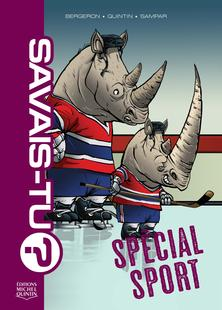 BERGERON • QUINTIN • SAMPAR
SAVAIS-TU
?
SPÉCIAL
SPORT
ÉDITIONS
MICHEL
QUINTIN